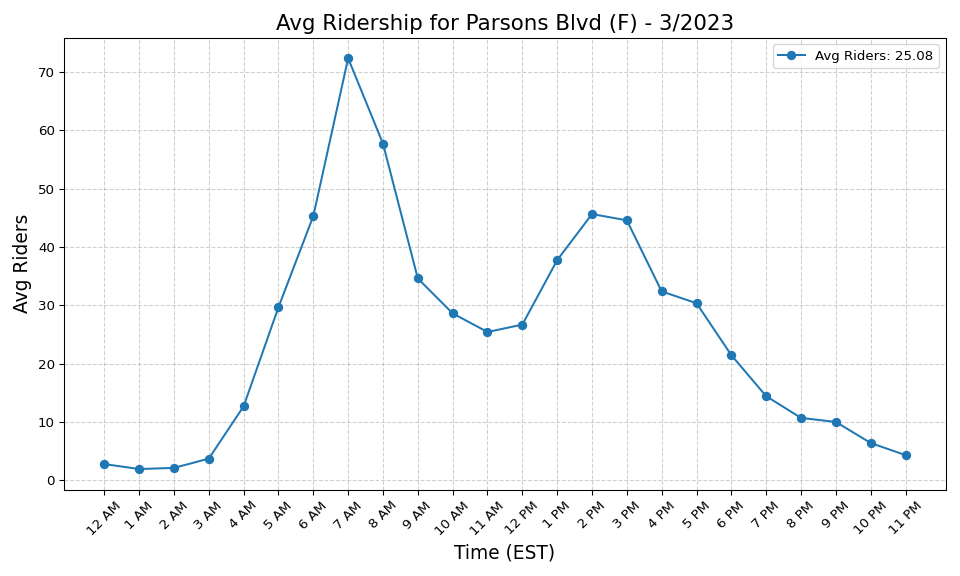 Avg Ridership for Parsons Blvd (F) - 3/2023
Avg Riders: 25.08
70
60
50
40
30
20
10
0
Avg Riders
12 AM
1 AM
2 AM
3 AM
4 AM
5 AM
6 AM
7 AM
8 AM
9 AM
10 AM
11 AM
12 PM
1 PM
2 PM
3 PM
4 PM
5 PM
6 PM
7 PM
8 PM
9 PM
10 PM
11 PM
Time (EST)